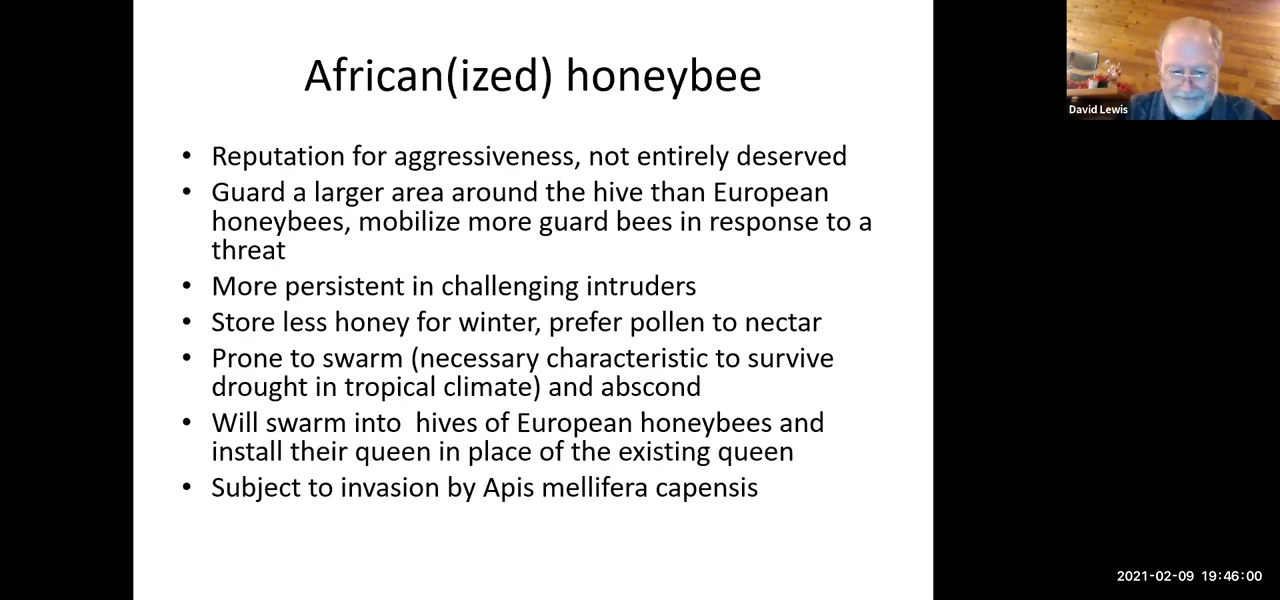 African(ized) honeybee
• Reputation for aggressiveness, not entirely deserved
• Guard a larger area around the hive than European
honeybees, mobilize more guard bees in response to a
threat
• More persistent in challenging intruders
• Store less honey for winter, prefer pollen to nectar
• Prone to swarm (necessary characteristic to survive
drought in tropical climate) and abscond
• Will swarm into  hives of European honeybees and
install their queen in place of the existing queen
• Subject to invasion by Apis mellifera capensis
David Lewis
2021-02-09 19:46:00